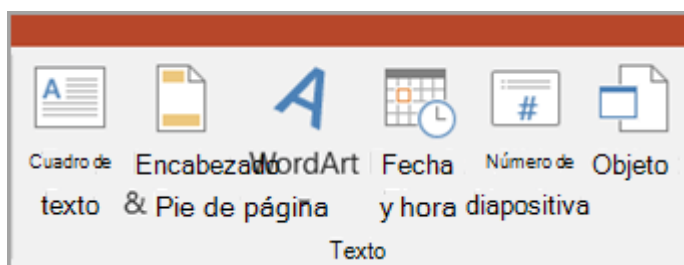 A
#
Cuadro de Encabezado WordArt Fecha Número de Objeto
texto & Pie de página y hora diapositiva
Texto